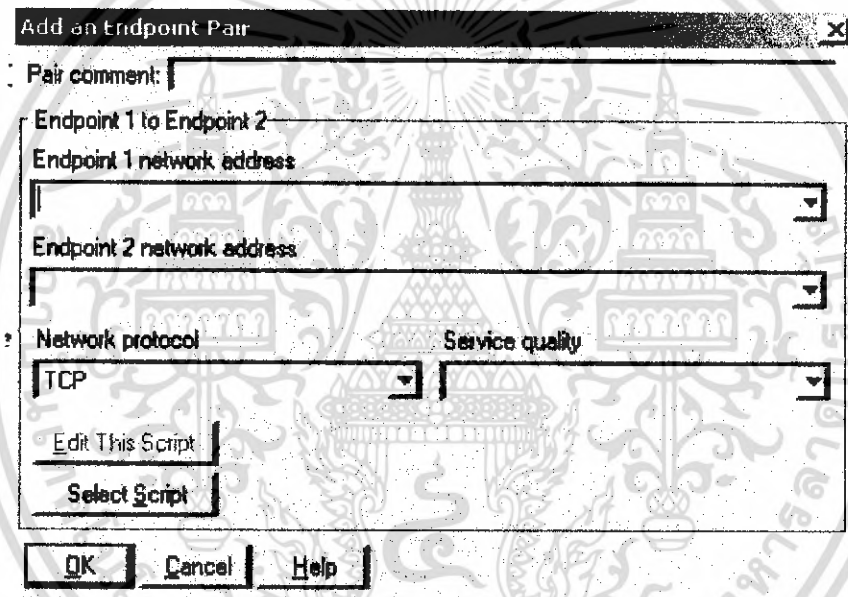 Add an Endpoint Pair
Pair comment:
Endpoint 1 to Endpoint 2
Endpoint 1 network address
Endpoint 2 network address
Network protocol Service quality
TCP
Edit This Script
Select Script
OK Cancel Help